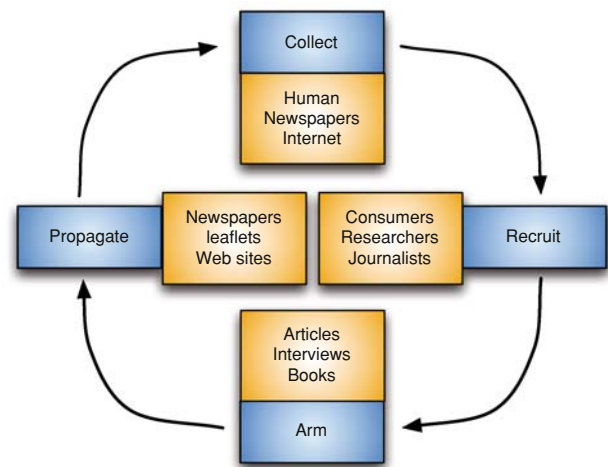 Collect
Human
Newspapers
Internet
Propagate
Newspapers
leaflets
Web sites
Consumers
Researchers
Journalists
Recruit
Articles
Interviews
Books
Arm